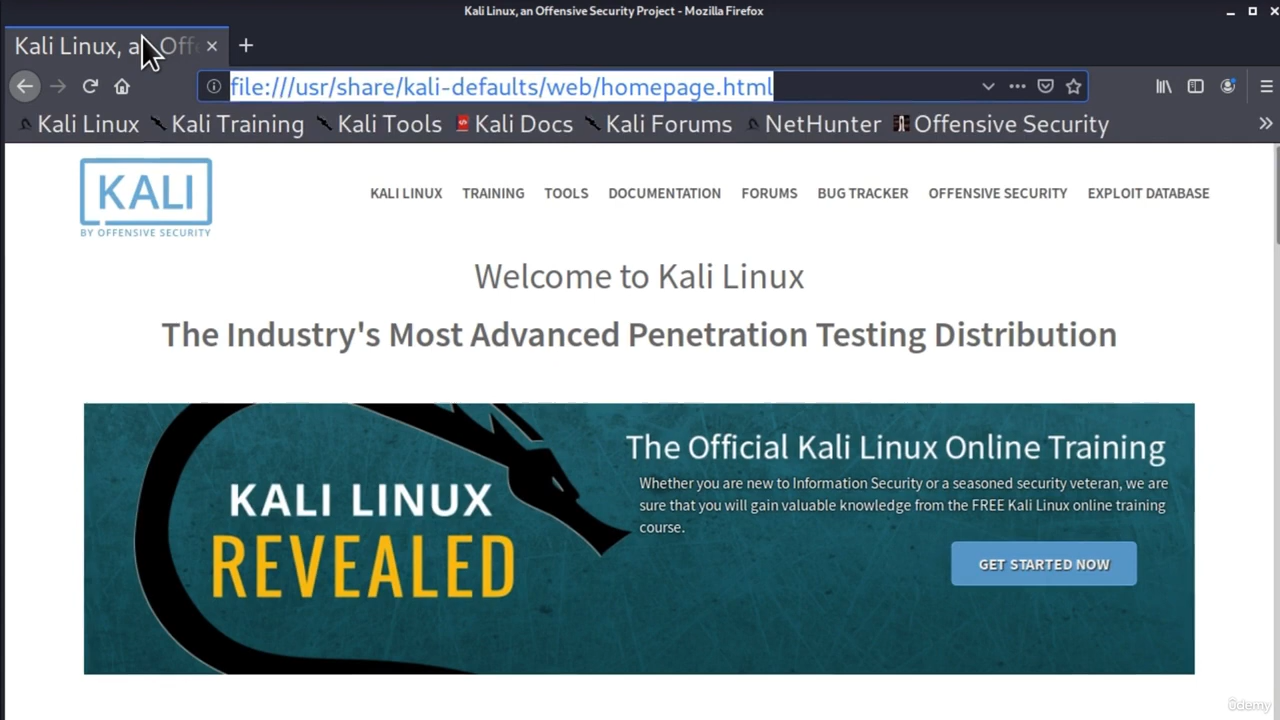 Kali Linux, an Offensive Security Project - Mozilla Firefox
Kali Linux, a Off
file:///usr/share/kali-defaults/web/homepage.html
Kali Linux Kali Training Kali Tools Kali Docs Kali Forums NetHunter Offensive Security
KALI
BY OFFENSIVE SECURITY
KALI LINUX TRAINING TOOLS DOCUMENTATION FORUMS BUG TRACKER OFFENSIVE SECURITY EXPLOIT DATABASE
Welcome to Kali Linux
The Industry's Most Advanced Penetration Testing Distribution
KALI LINUX
REVEALED
The Official Kali Linux Online Training
Whether you are new to Information Security or a seasoned security veteran, we are
sure that you will gain valuable knowledge from the FREE Kali Linux online training
course.
GET STARTED NOW
ûdemy